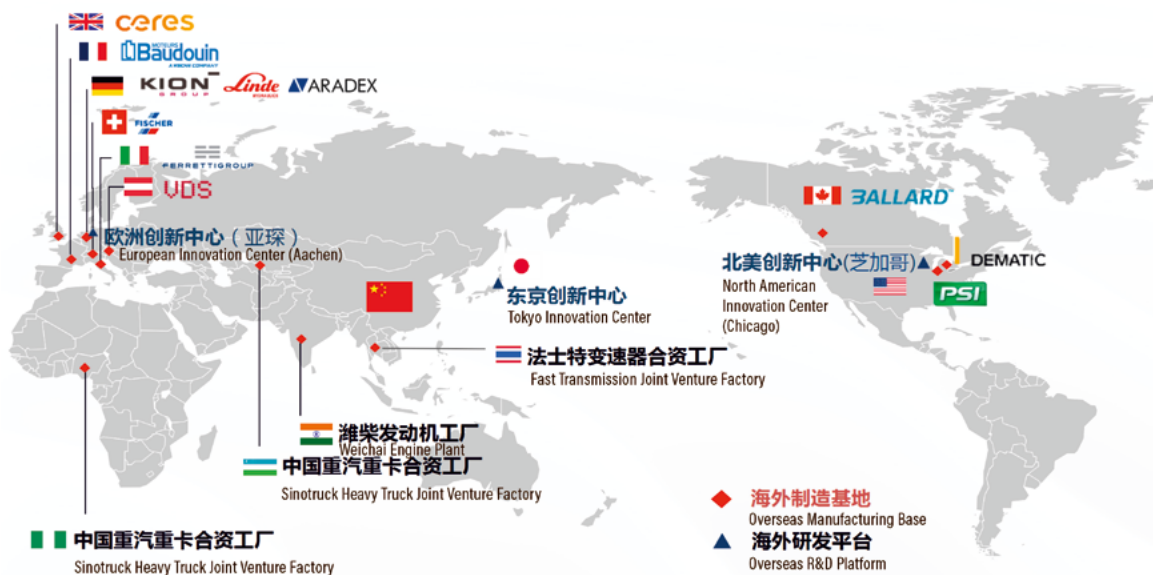 ceres
MOTEURS
Baudouin
KION
GROUP
Linde
ARADEX
FISCHER
FERRETTIGROUP
VDS
欧洲创新中心（亚琛）
European Innovation Center (Aachen)
东京创新中心
Tokyo Innovation Center
法士特变速器合资工厂
Fast Transmission Joint Venture Factory
潍柴发动机工厂
Weichai Engine Plant
中国重汽重卡合资工厂
Sinotruck Heavy Truck Joint Venture Factory
中国重汽重卡合资工厂
Sinotruck Heavy Truck Joint Venture Factory
BALLARD
北美创新中心(芝加哥)
North American
Innovation Center
(Chicago)
DEMATIC
PSI
海外制造基地
Overseas Manufacturing Base
海外研发平台
Overseas R&D Platform